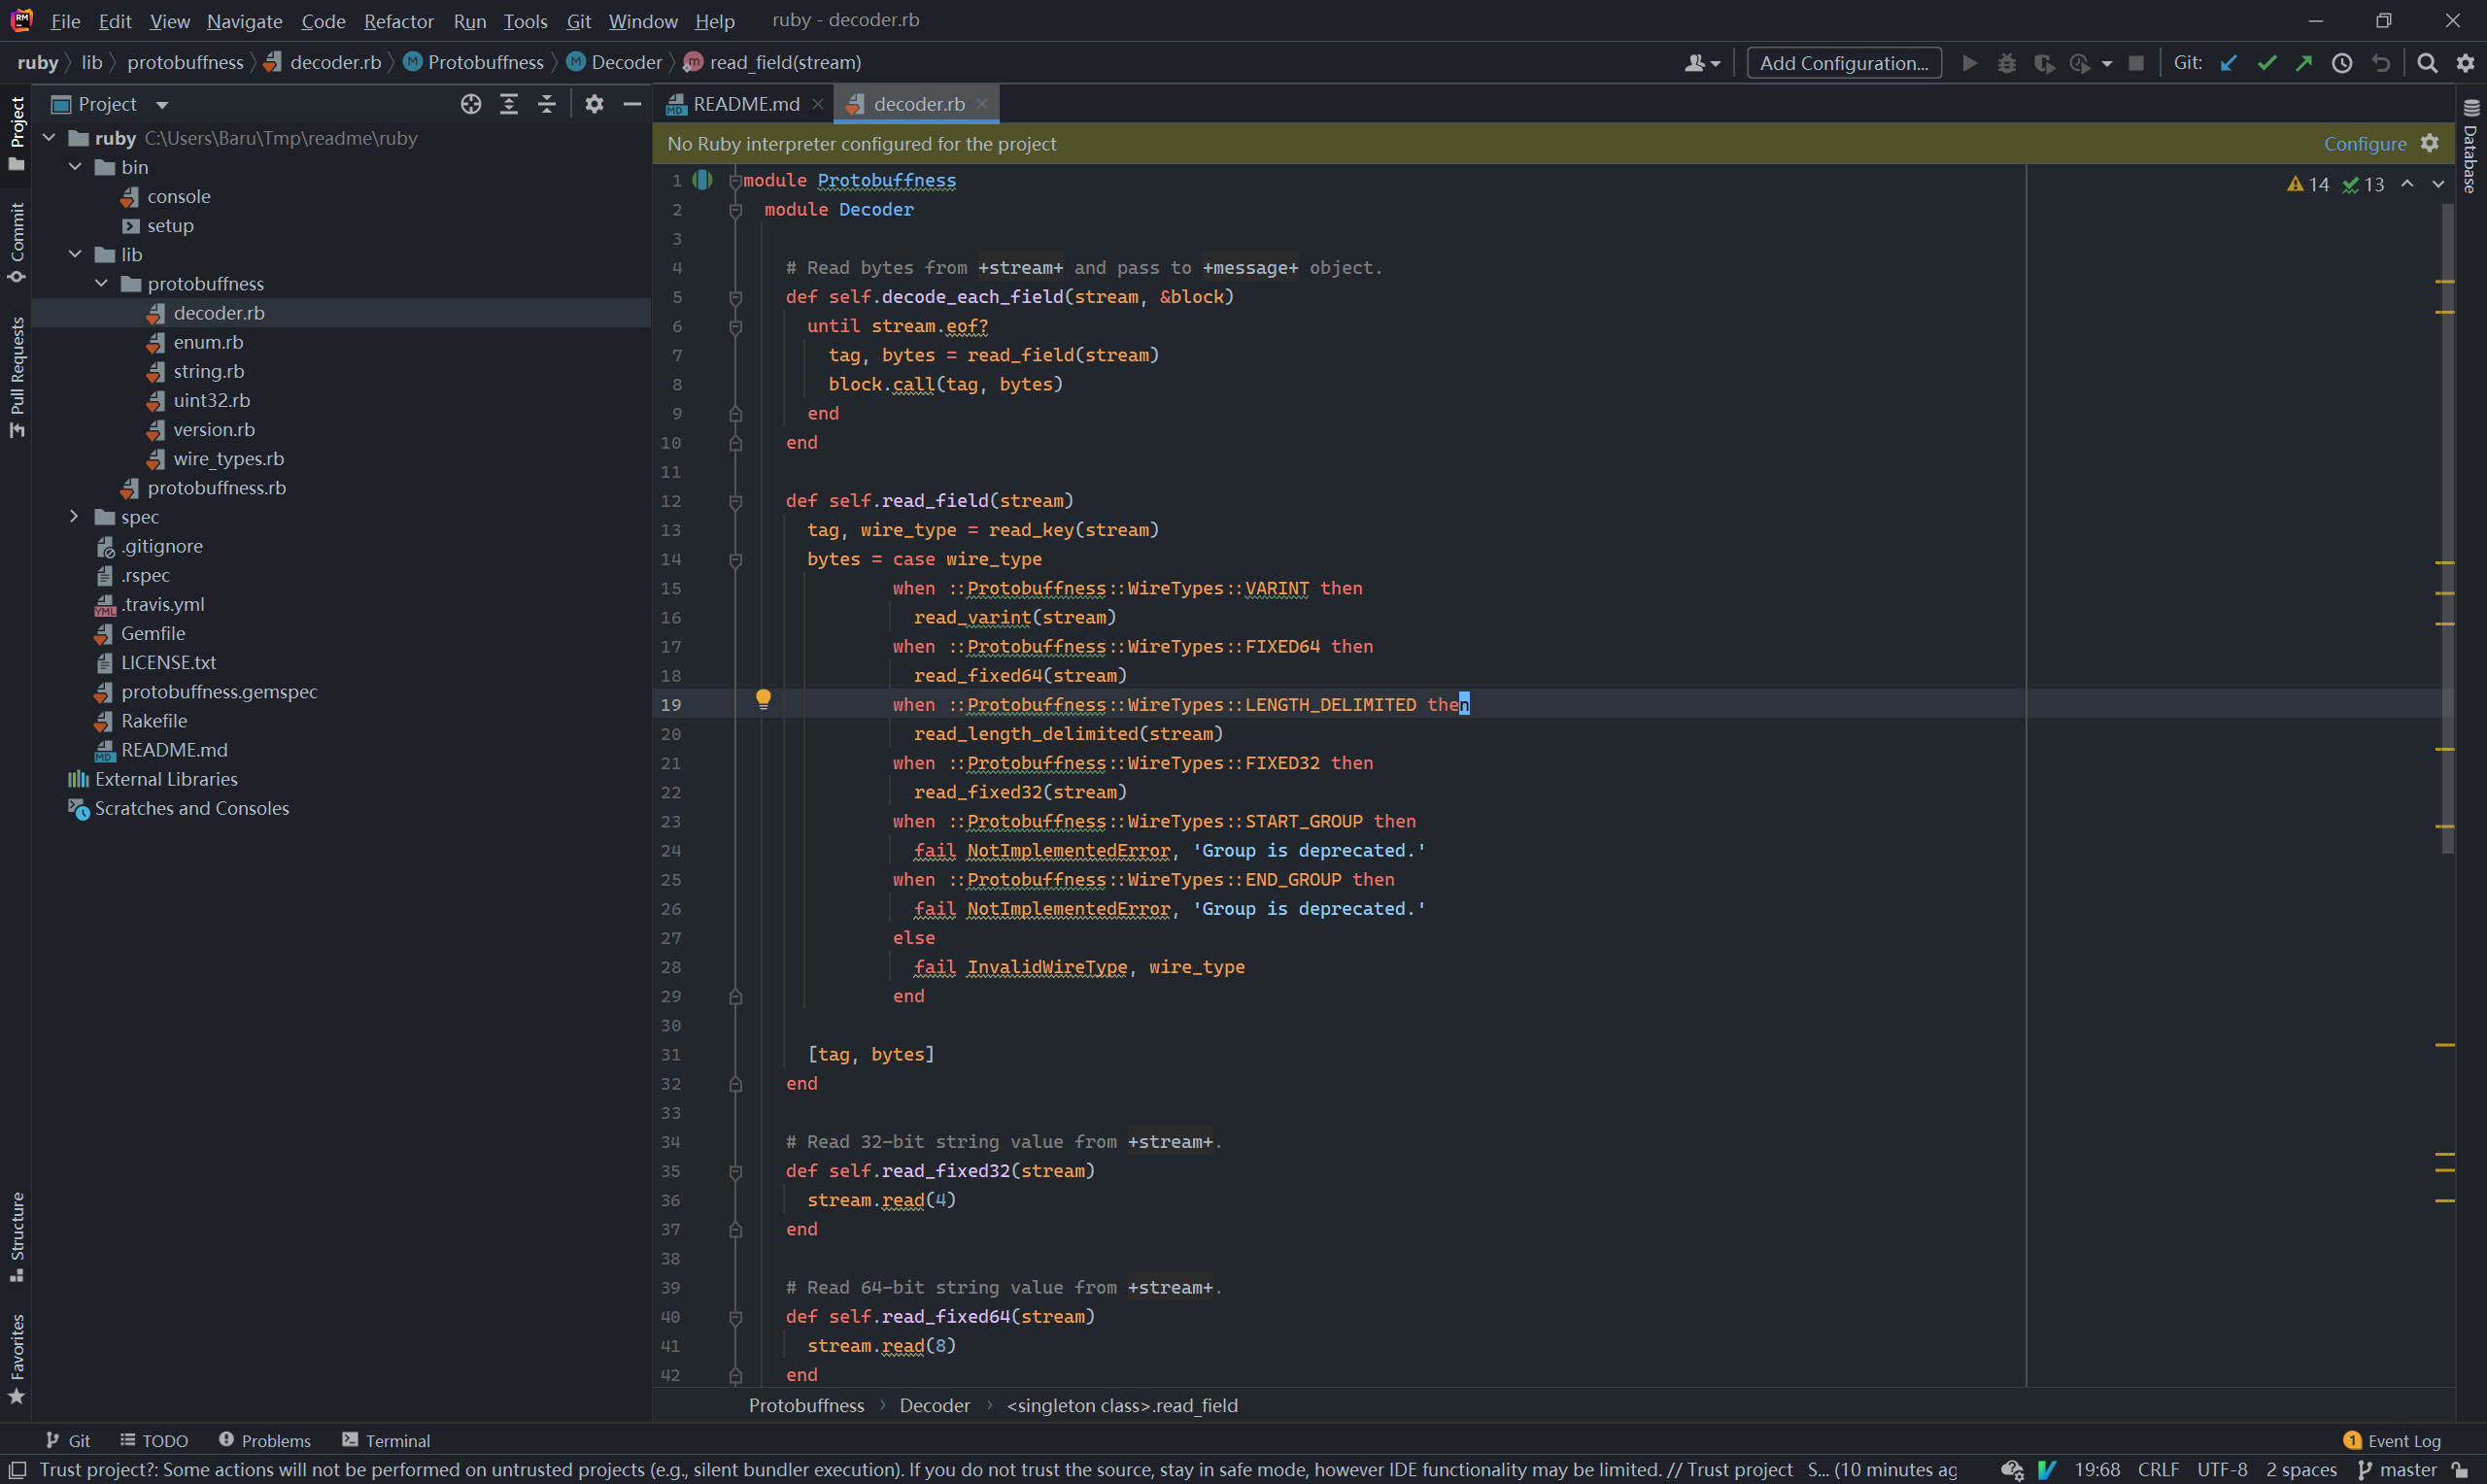 File Edit View Navigate Code Refactor Run Tools Git Window Help ruby - decoder.rb
ruby lib protobuffness decoder.rb Protobuffness Decoder read_field(stream) Add Configuration... Git:
Project
README.md decoder.rb
No Ruby interpreter configured for the project Configure
Project
Commit
Pull Requests
Structure
Favorites
Database
ruby C:\Users\Baru\Tmp\readme\ruby
bin
console
setup
lib
protobuffness
decoder.rb
enum.rb
string.rb
uint32.rb
version.rb
wire_types.rb
protobuffness.rb
spec
.gitignore
.rspec
.travis.yml
Gemfile
LICENSE.txt
protobuffness.gemspec
Rakefile
README.md
External Libraries
Scratches and Consoles
14 13
1 module Protobuffness
2 module Decoder
3
4 # Read bytes from +stream+ and pass to +message+ object.
5 def self.decode_each_field(stream, &block)
6 until stream.eof?
7 tag, bytes = read_field(stream)
8 block.call(tag, bytes)
9 end
10 end
11
12 def self.read_field(stream)
13 tag, wire_type = read_key(stream)
14 bytes = case wire_type
15 when ::Protobuffness::WireTypes::VARINT then
16 read_varint(stream)
17 when ::Protobuffness::WireTypes::FIXED64 then
18 read_fixed64(stream)
19 when ::Protobuffness::WireTypes::LENGTH_DELIMITED then
20 read_length_delimited(stream)
21 when ::Protobuffness::WireTypes::FIXED32 then
22 read_fixed32(stream)
23 when ::Protobuffness::WireTypes::START_GROUP then
24 fail NotImplementedError, 'Group is deprecated.'
25 when ::Protobuffness::WireTypes::END_GROUP then
26 fail NotImplementedError, 'Group is deprecated.'
27 else
28 fail InvalidWireType, wire_type
29 end
30
31 [tag, bytes]
32 end
33
34 # Read 32-bit string value from +stream+.
35 def self.read_fixed32(stream)
36 stream.read(4)
37 end
38
39 # Read 64-bit string value from +stream+.
40 def self.read_fixed64(stream)
41 stream.read(8)
42 end
Protobuffness › Decoder › <singleton class>.read_field
Git TODO Problems Terminal 1 Event Log
Trust project?: Some actions will not be performed on untrusted projects (e.g., silent bundler execution). If you do not trust the source, stay in safe mode, however IDE functionality may be limited. // Trust project S... (10 minutes ag 19:68 CRLF UTF-8 2 spaces master